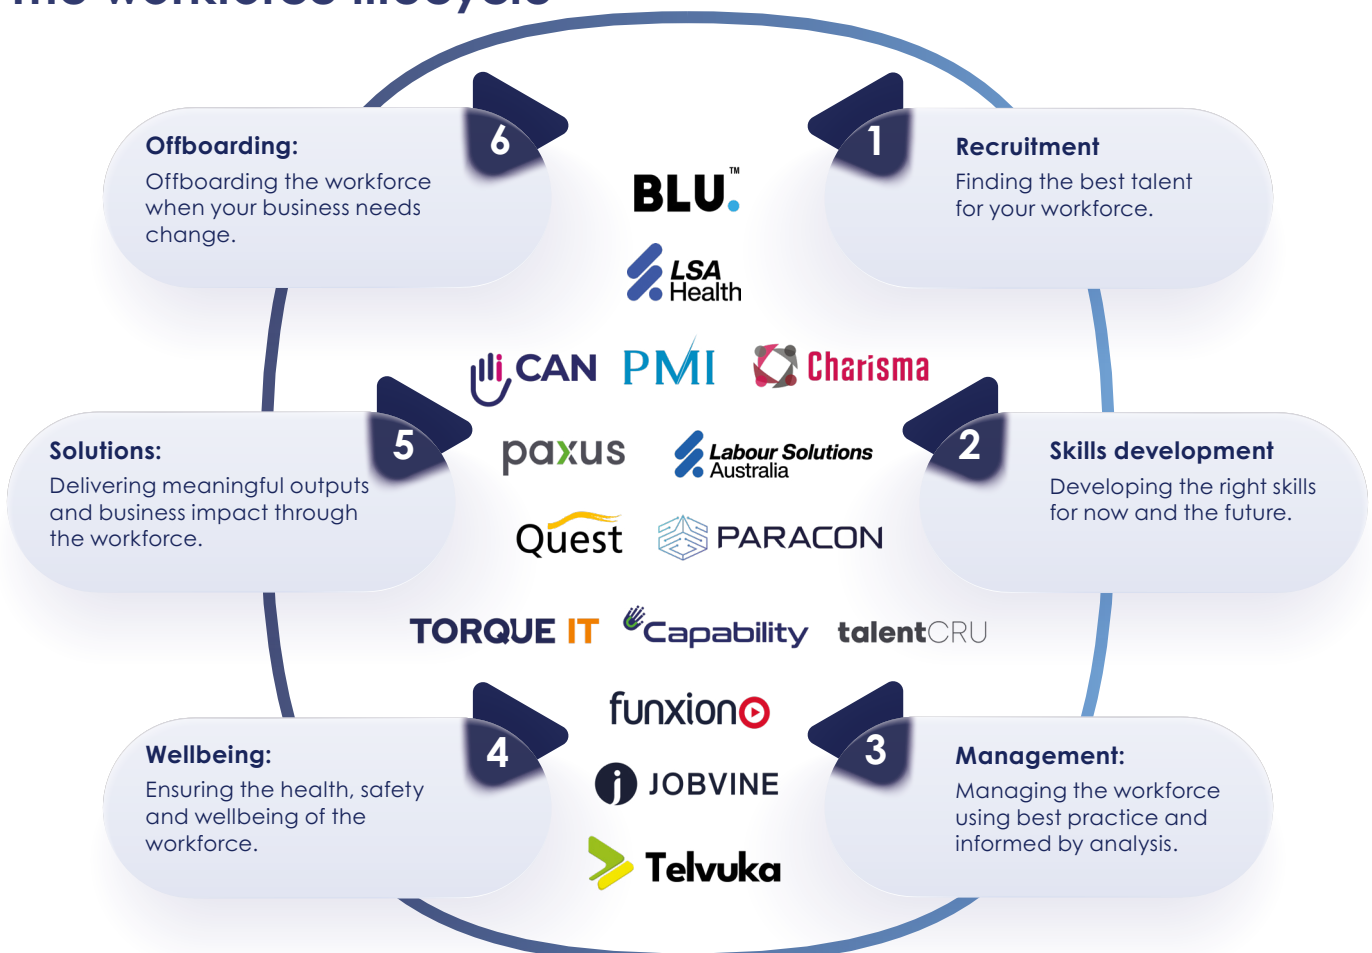 The workforce lifecycle
6
Offboarding:
Offboarding the workforce
when your business needs
change.
1
Recruitment
Finding the best talent
for your workforce.
BLU.™
LSA
Health
CAN
PMI
Charisma
5
Solutions:
Delivering meaningful outputs
and business impact through
the workforce.
paxus
Labour Solutions
Australia
2
Skills development
Developing the right skills
for now and the future.
Quest
PARACON
TORQUE IT
Capability
talentCRU
funxion
4
Wellbeing:
Ensuring the health, safety
and wellbeing of the
workforce.
j JOBVINE
3
Management:
Managing the workforce
using best practice and
informed by analysis.
Telvuka